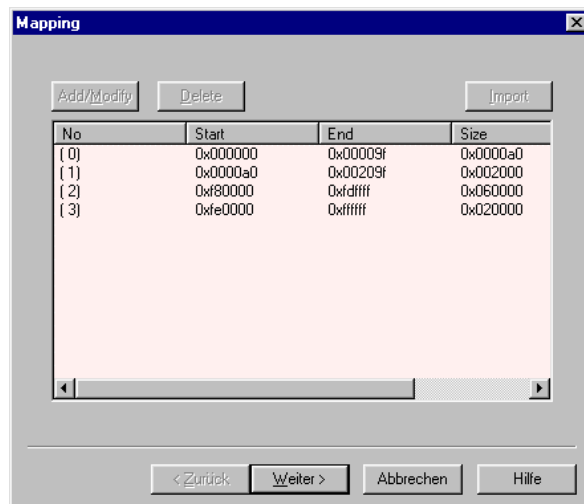 Mapping
Add/Modify Delete Import
No Start End Size
( 0) 0x000000 0x00009f 0x0000a0
( 1) 0x0000a0 0x00209f 0x002000
( 2) 0xf80000 0xfdffff 0x060000
( 3) 0xfe0000 0xffffff 0x020000
< Zurück Weiter > Abbrechen Hilfe